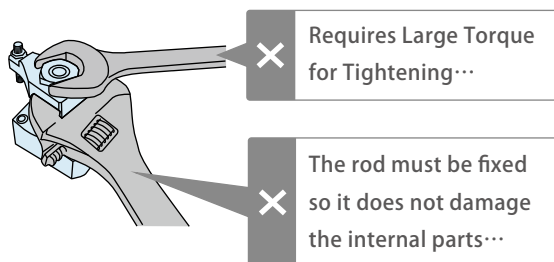 Requires Large Torque
for Tightening…
The rod must be fixed
so it does not damage
the internal parts…